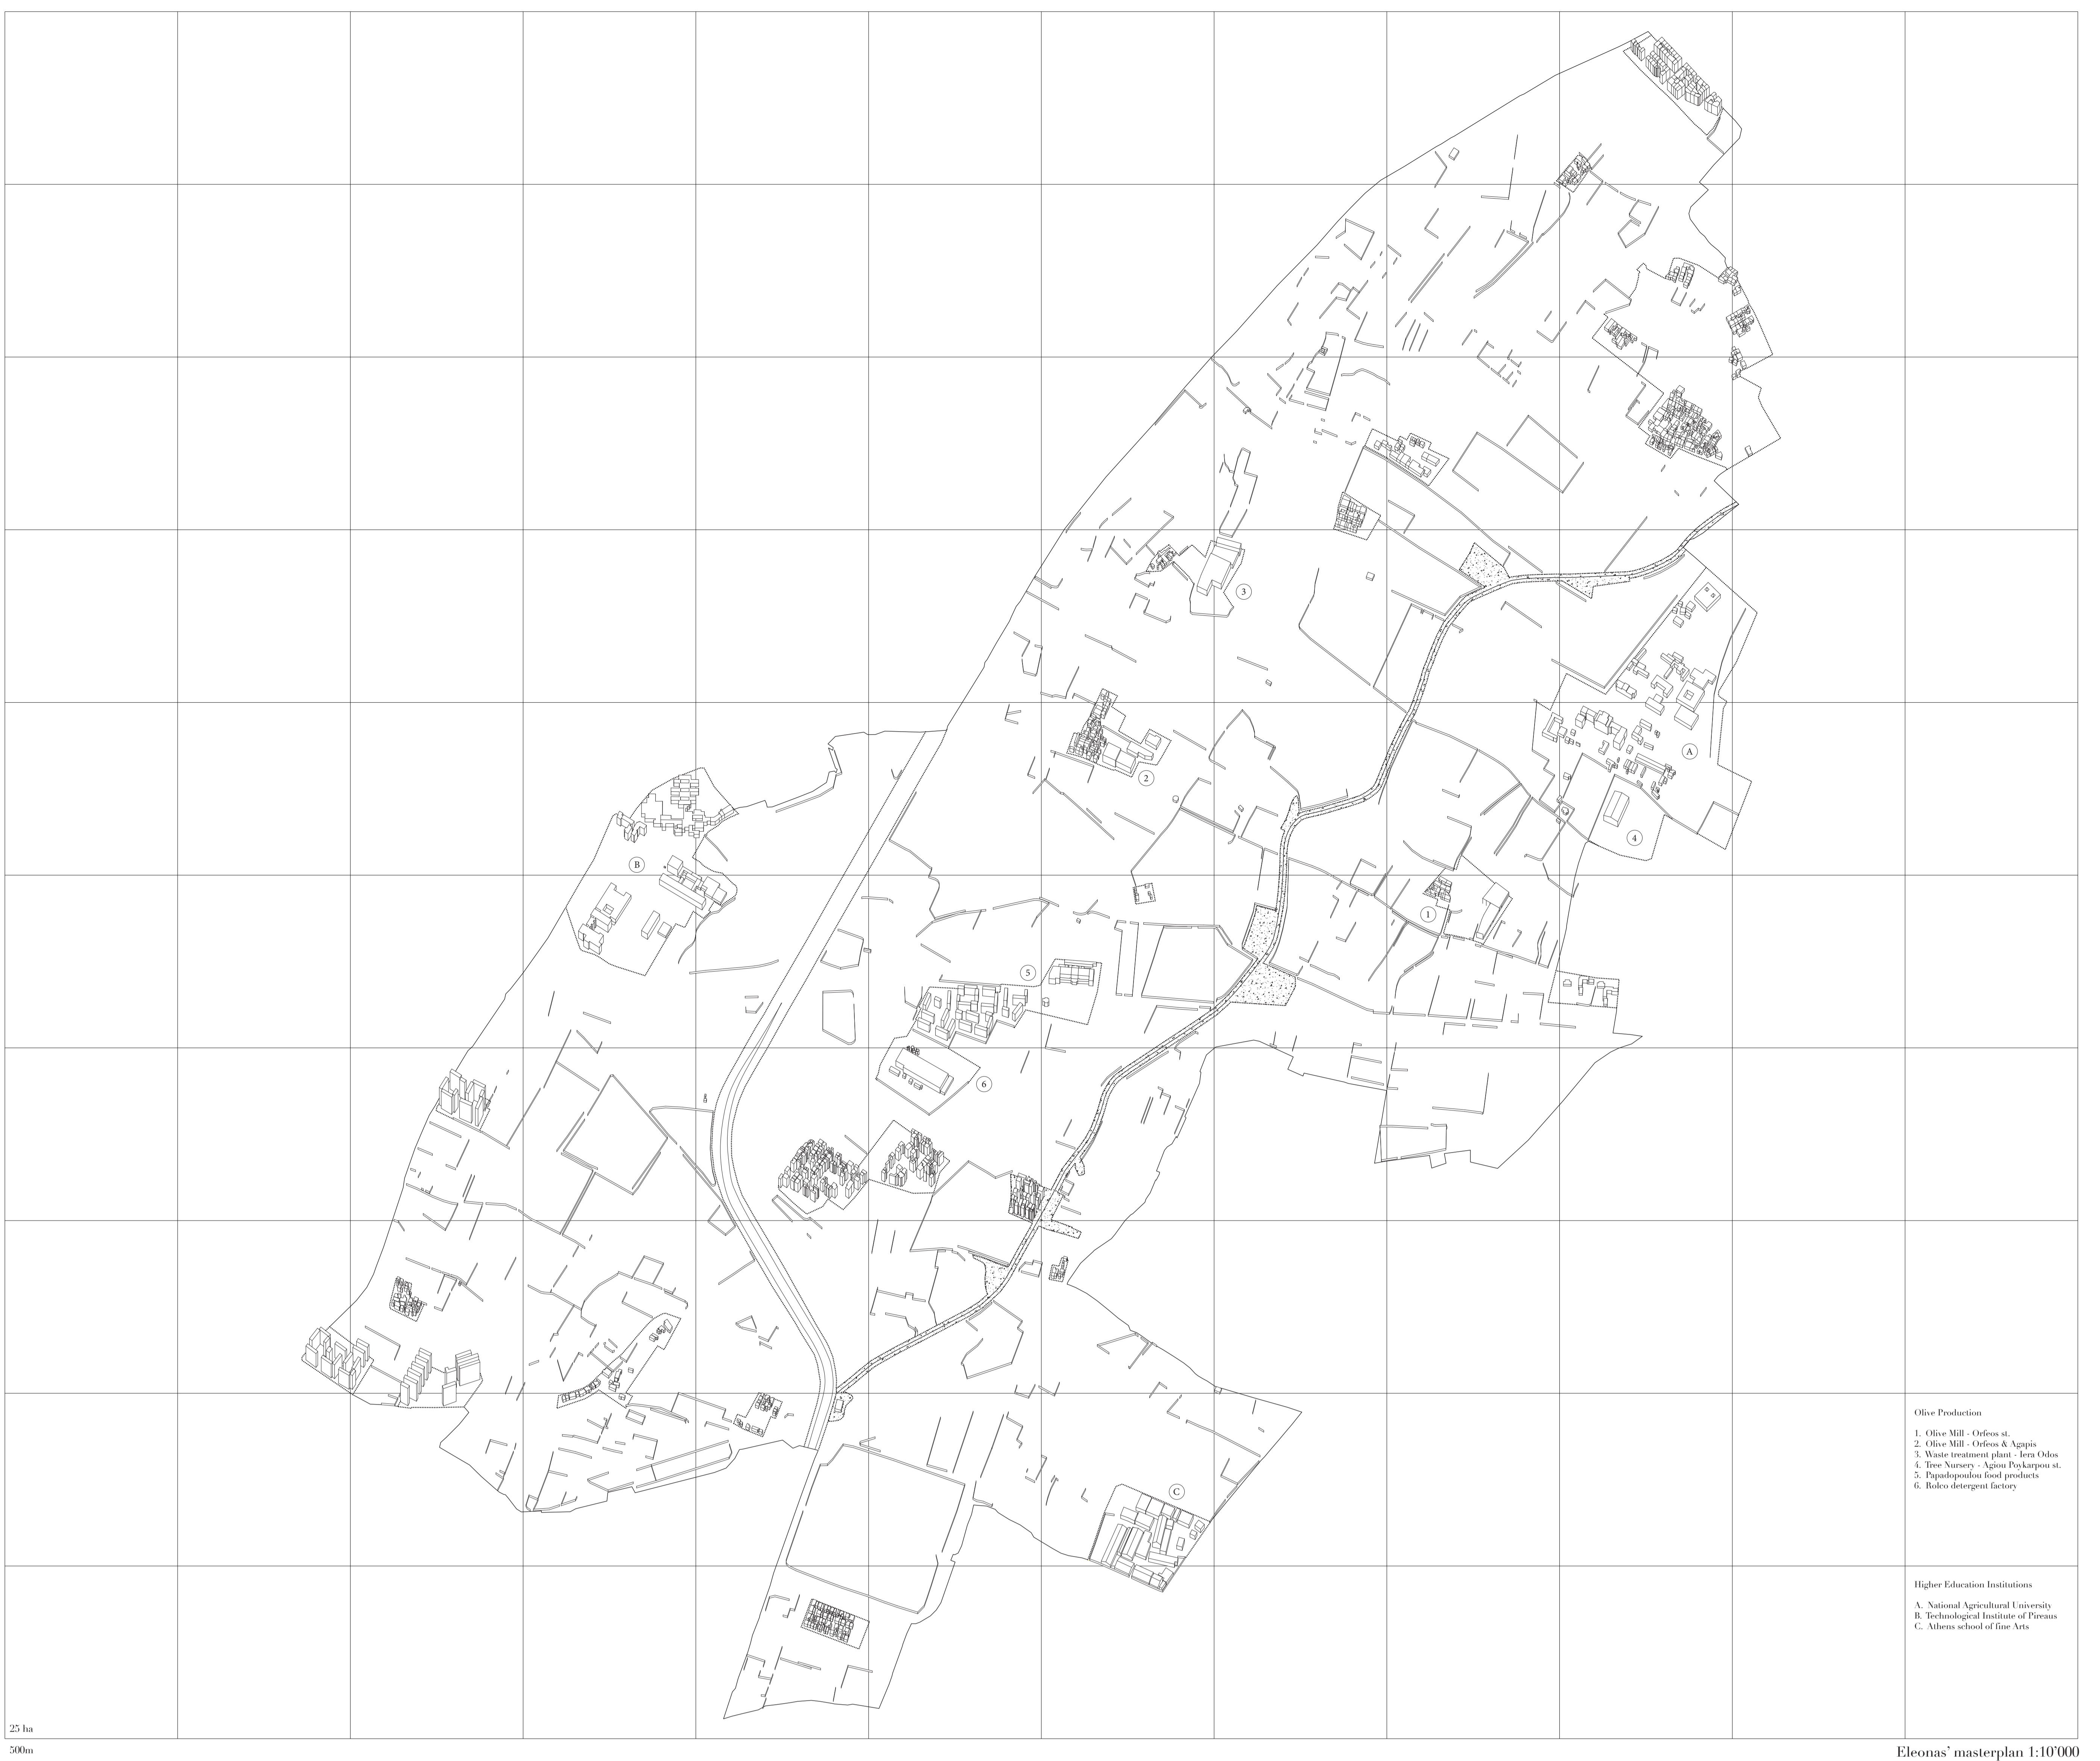 3
A
2
4
B
1
5
6
C
Olive Production
1. Olive Mill - Orfeos st.
2. Olive Mill - Orfeos & Agapis
3. Waste treatment plant - Iera Odos
4. Tree Nursery - Agiou Poykarpou st.
5. Papadopoulou food products
6. Rolco detergent factory
Higher Education Institutions
A. National Agricultural University
B. Technological Institute of Pireaus
C. Athens school of fine Arts
25 ha
500m
Eleonas’ masterplan 1:10’000